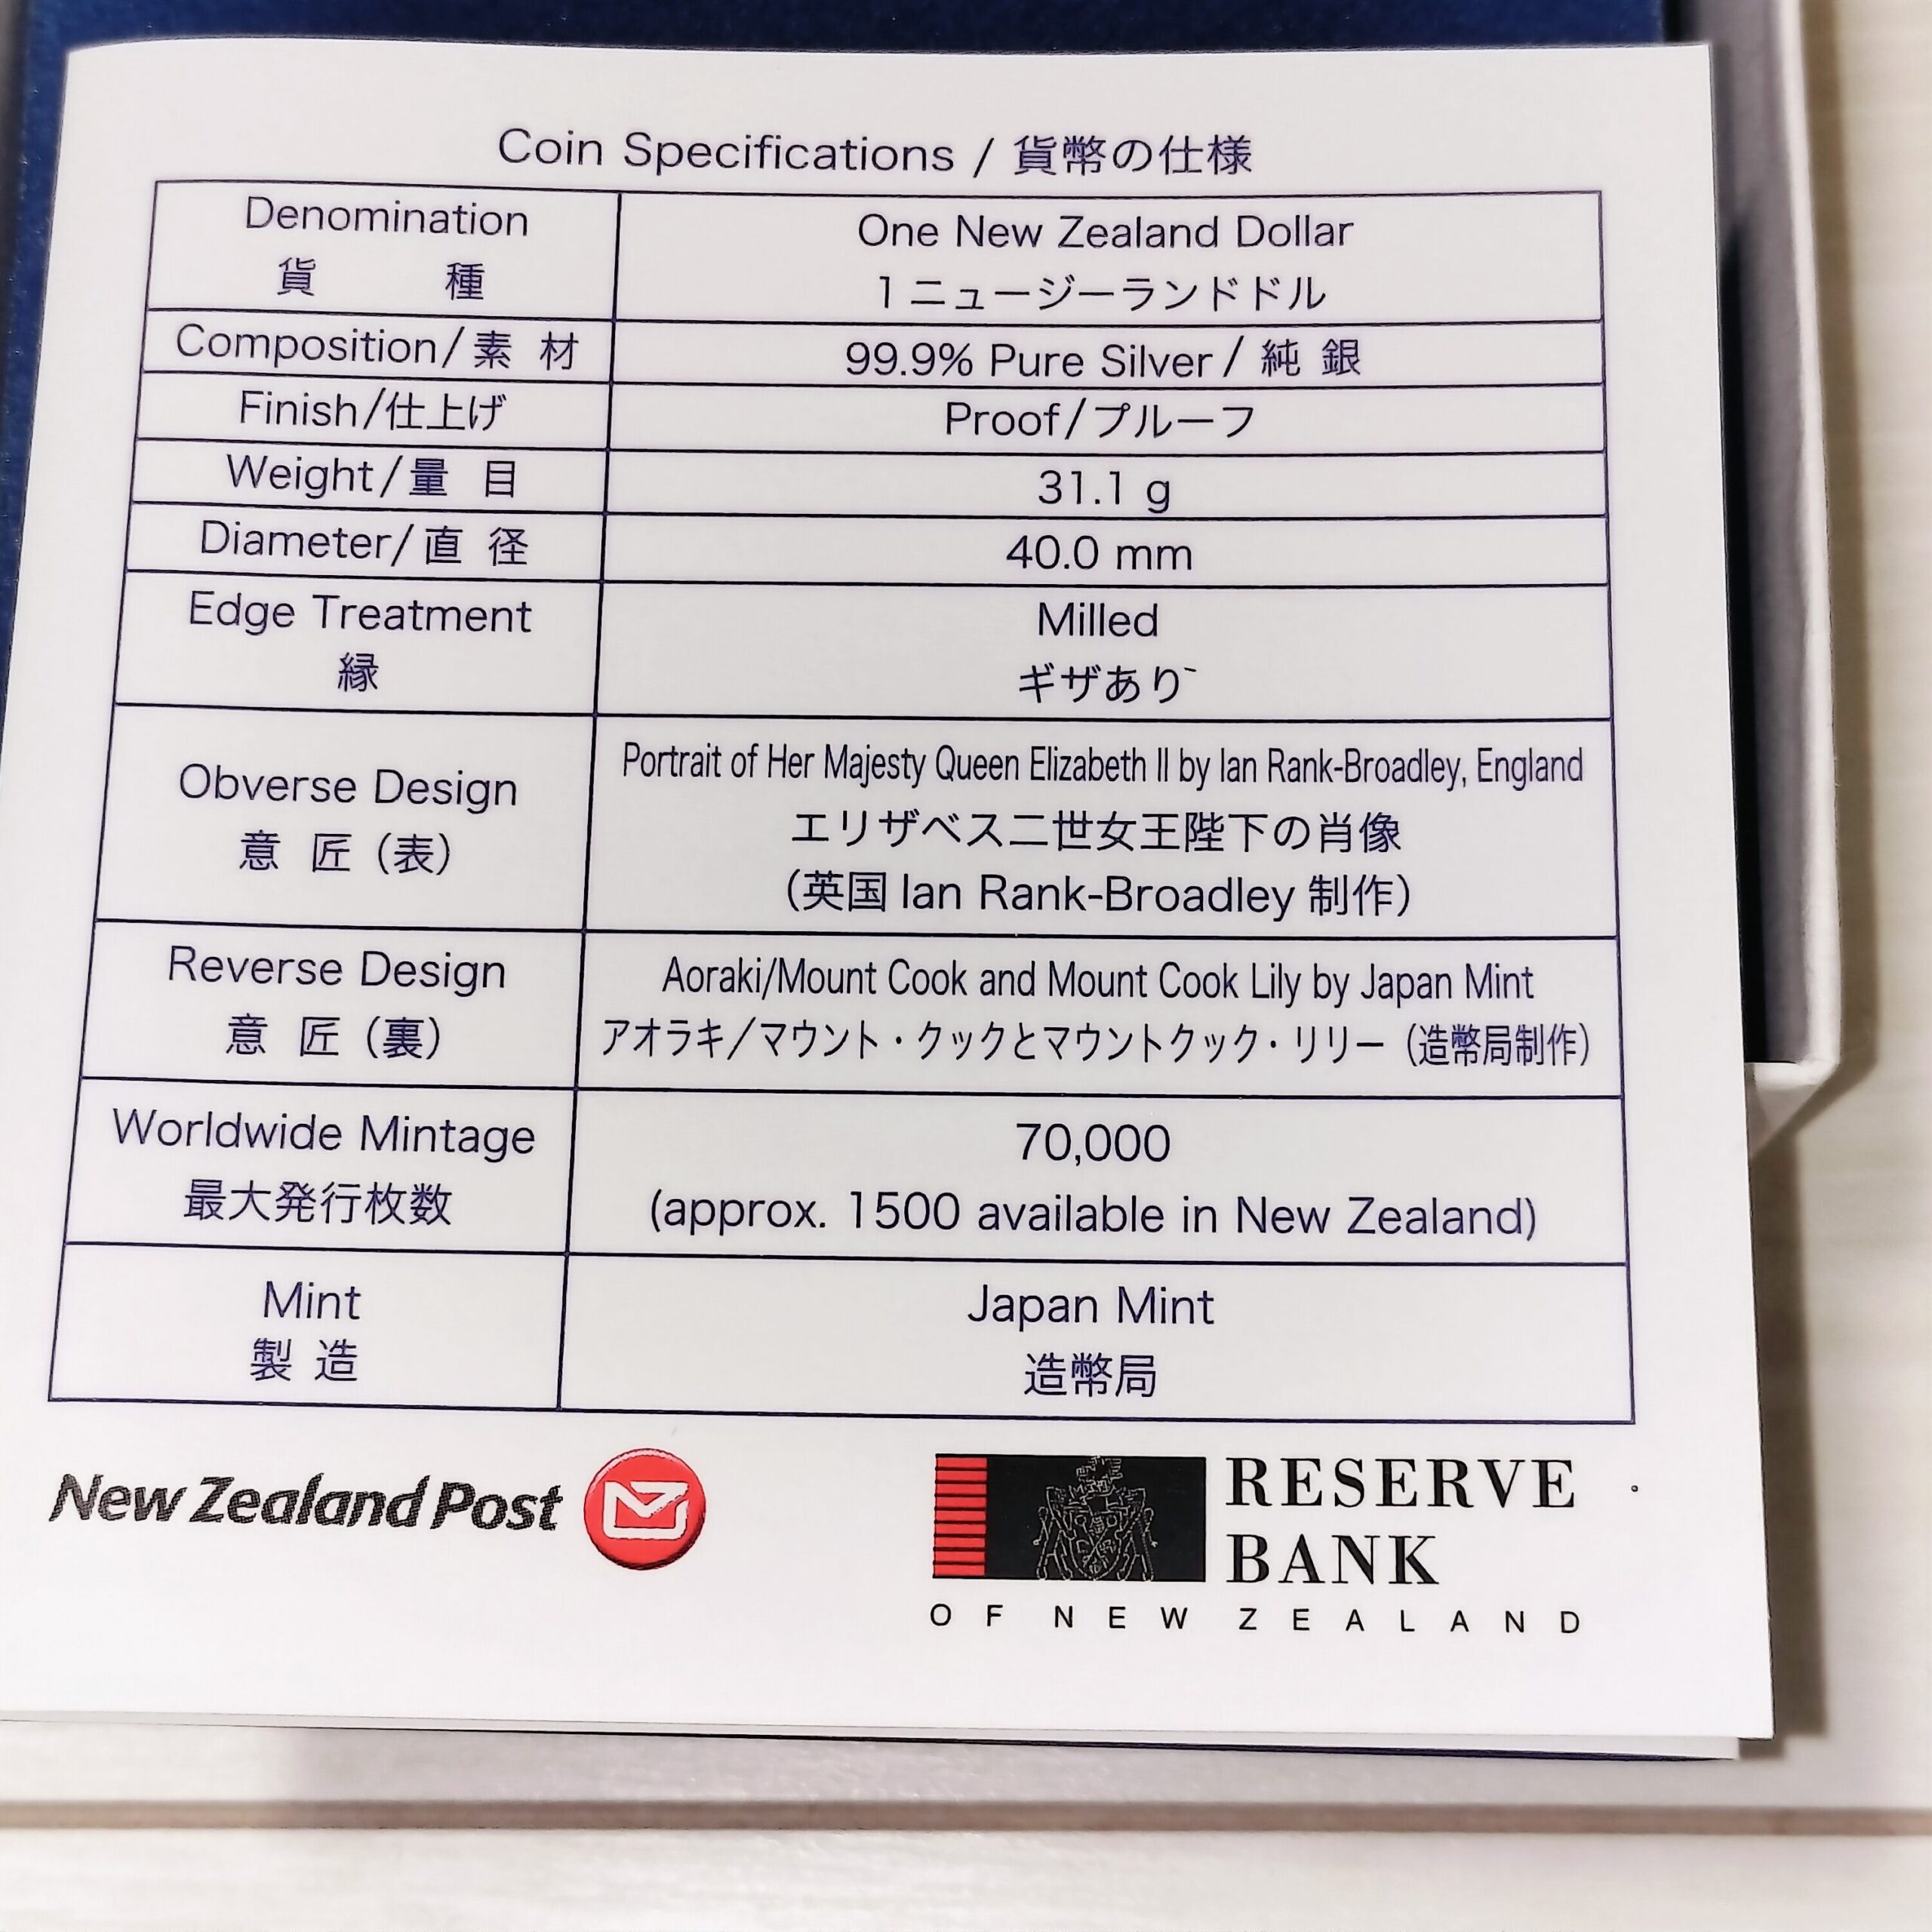 Coin Specifications / 貨幣の仕様
Denomination
貨 種
One New Zealand Dollar
1ニュージーランドドル
Composition/素 材
99.9% Pure Silver/ 純 銀
Finish/仕上げ
Proof/プルーフ
Weight/量 目
31.1 g
Diameter/直 径
40.0 mm
Edge Treatment
縁
Milled
ギザあり
Obverse Design
意 匠（表）
Portrait of Her Majesty Queen Elizabeth II by Ian Rank-Broadley, England
エリザベス二世女王陛下の肖像
（英国 Ian Rank-Broadley 制作）
Reverse Design
意 匠（裏）
Aoraki/Mount Cook and Mount Cook Lily by Japan Mint
アオラキ／マウント・クックとマウントクック・リリー（造幣局制作）
Worldwide Mintage
最大発行枚数
70,000
(approx. 1500 available in New Zealand)
Mint
製 造
Japan Mint
造幣局
New Zealand Post
RESERVE
BANK
OF NEW ZEALAND